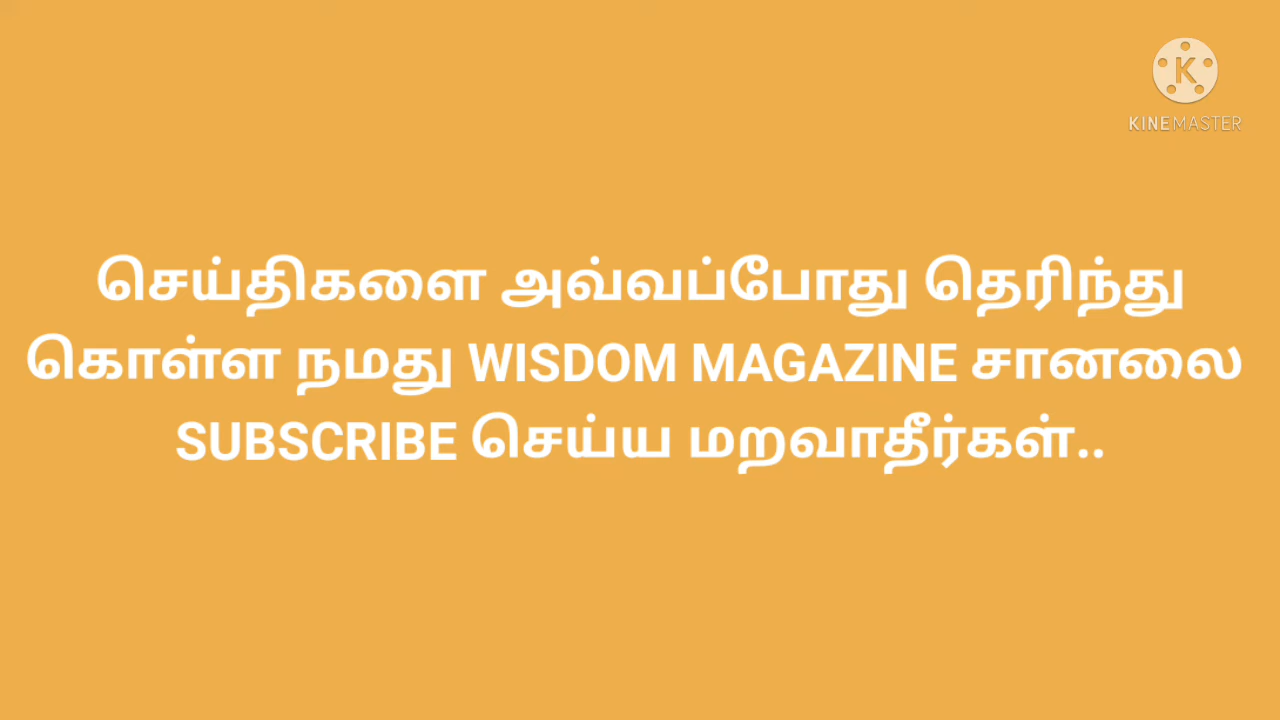 KINEMASTER
செய்திகளை அவ்வப்போது தெரிந்து
கொள்ள நமது WISDOM MAGAZINE சானலை
SUBSCRIBE செய்ய மறவாதீர்கள்..